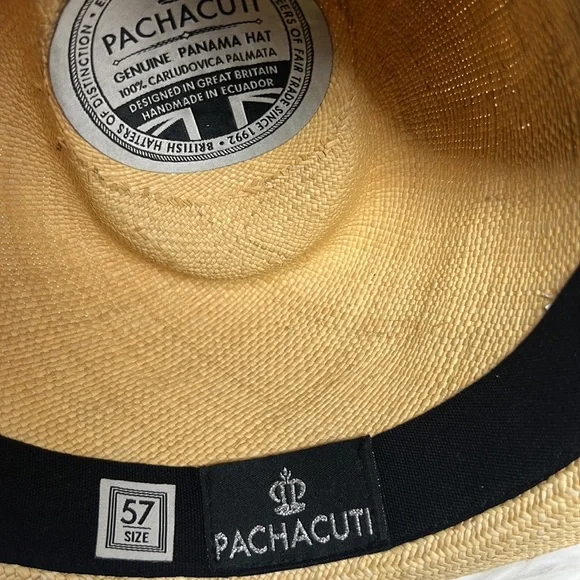 PACHACUTI
GENUINE PANAMA HAT
100% CARLUDOVICA PALMATA
DESIGNED IN GREAT BRITAIN
HANDMADE IN ECUADOR
OF DISTINCTION • BRITISH HATTERS
OF FAIR TRADE SINCE 1992 •
57
SIZE
PACHACUTI